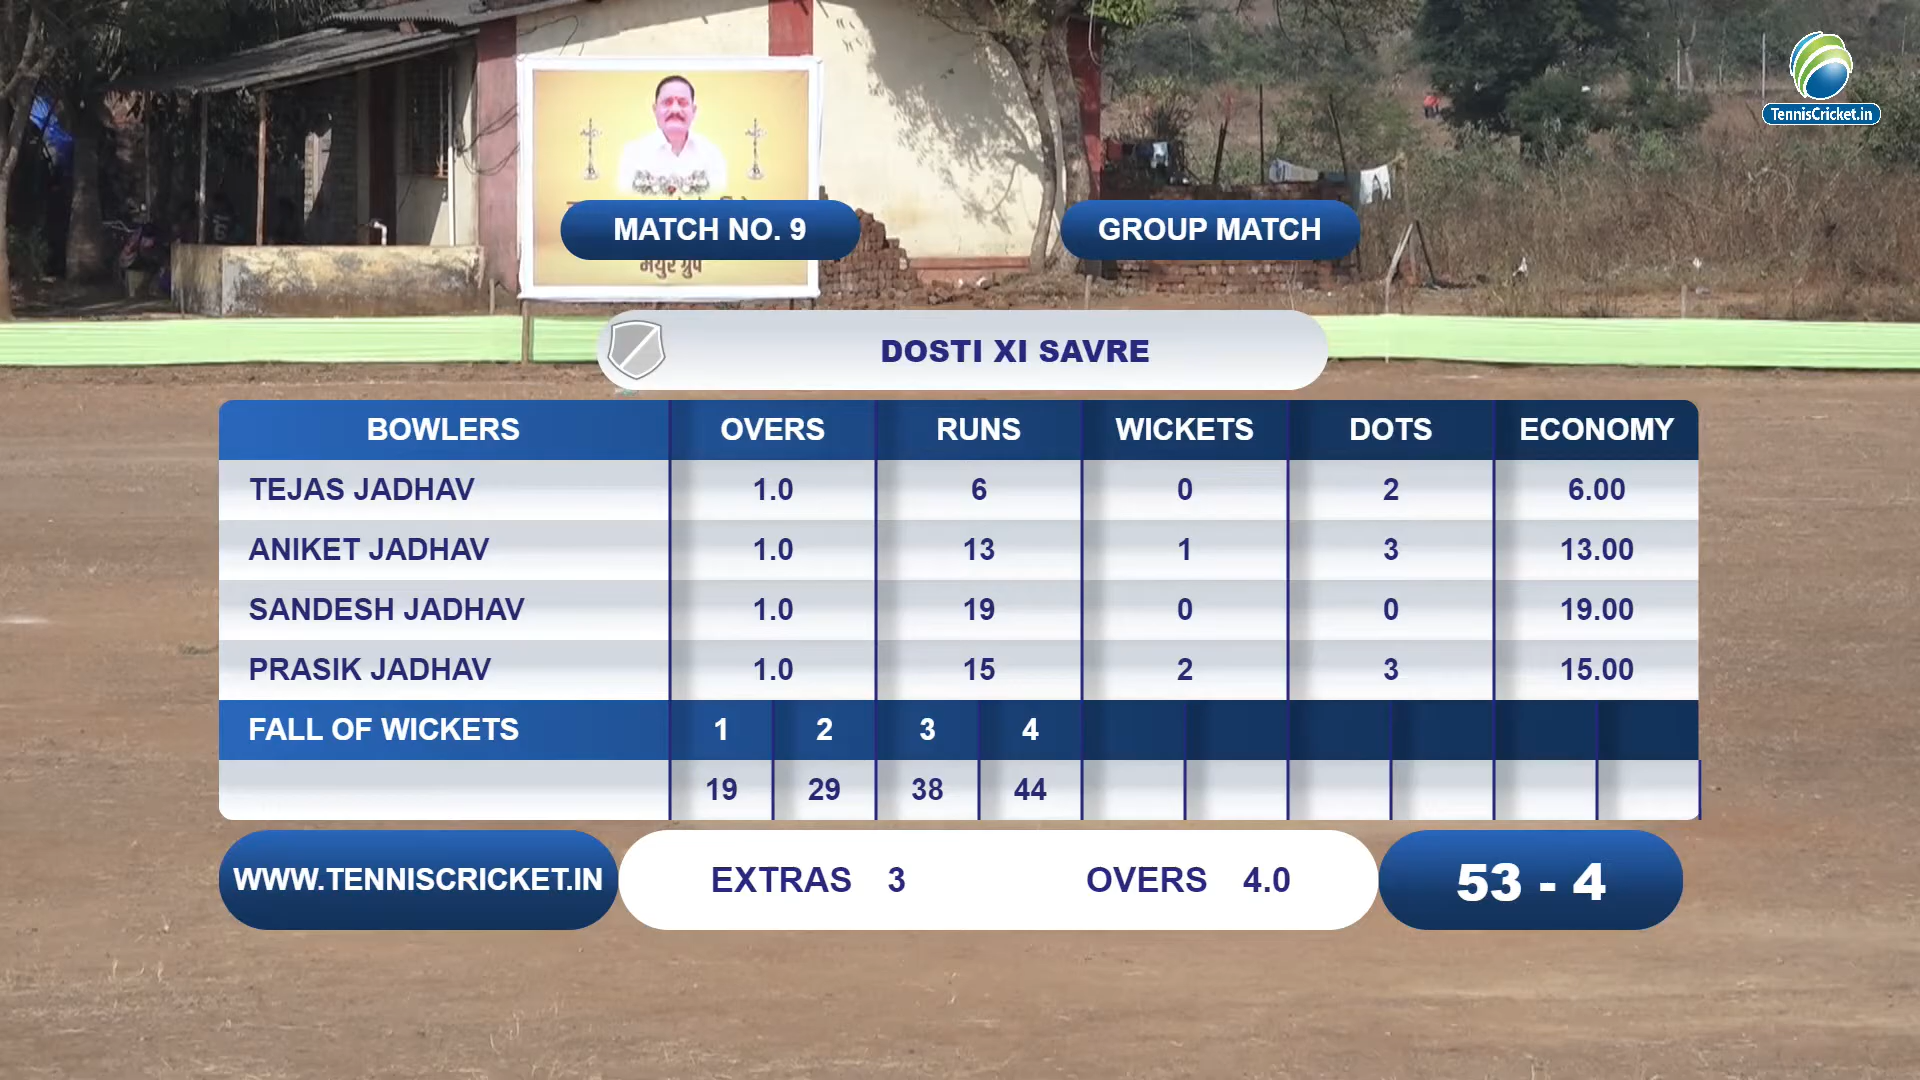 TennisCricket.in
MATCH NO. 9
GROUP MATCH
मयुर ग्रुप
DOSTI XI SAVRE
BOWLERS OVERS RUNS WICKETS DOTS ECONOMY
TEJAS JADHAV 1.0 6 0 2 6.00
ANIKET JADHAV 1.0 13 1 3 13.00
SANDESH JADHAV 1.0 19 0 0 19.00
PRASIK JADHAV 1.0 15 2 3 15.00
FALL OF WICKETS 1 2 3 4
19 29 38 44
WWW.TENNISCRICKET.IN EXTRAS 3 OVERS 4.0 53 - 4